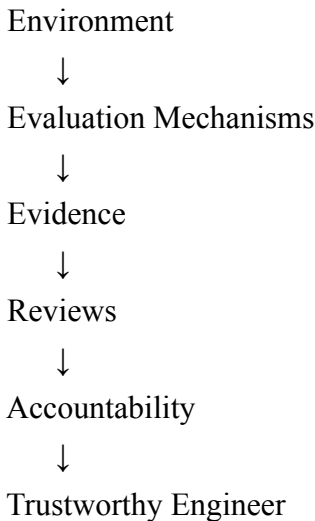 Environment
↓
Evaluation Mechanisms
↓
Evidence
↓
Reviews
↓
Accountability
↓
Trustworthy Engineer